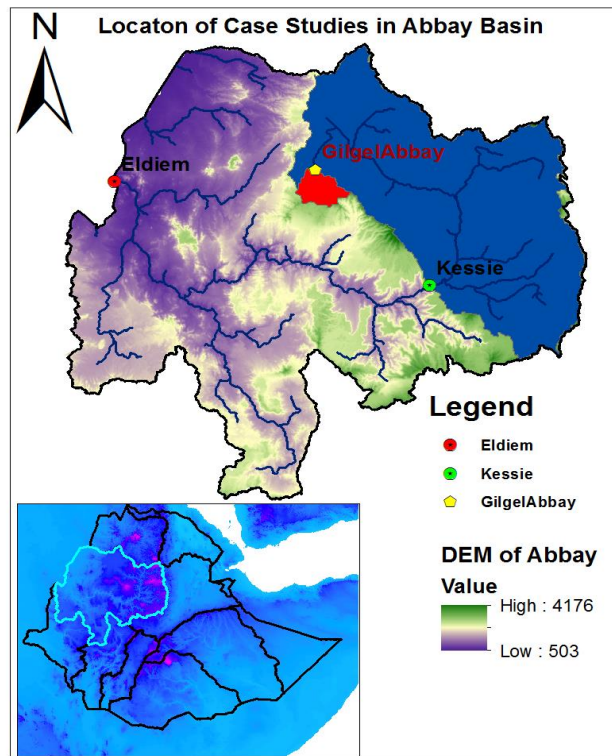 Locaton of Case Studies in Abbay Basin
N
GilgelAbbay
Eldiem
Kessie
Legend
Eldiem
Kessie
GilgelAbbay
DEM of Abbay
Value
High : 4176
Low : 503